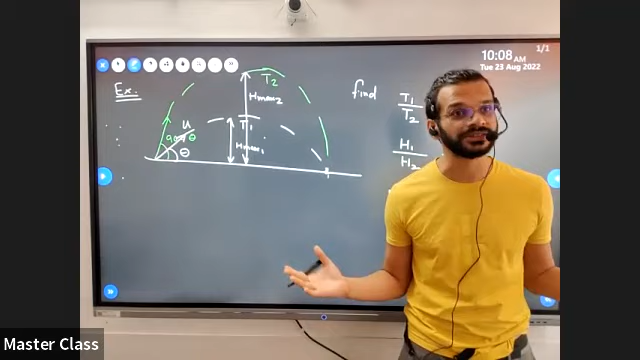 1/1
10:08 AM
Tue 23 Aug 2022
Ex.
find
T₂
Hmax₂
T₁
T₂
u
T₁
90-θ
θ
Hmax₁
H₁
H₂
Master Class